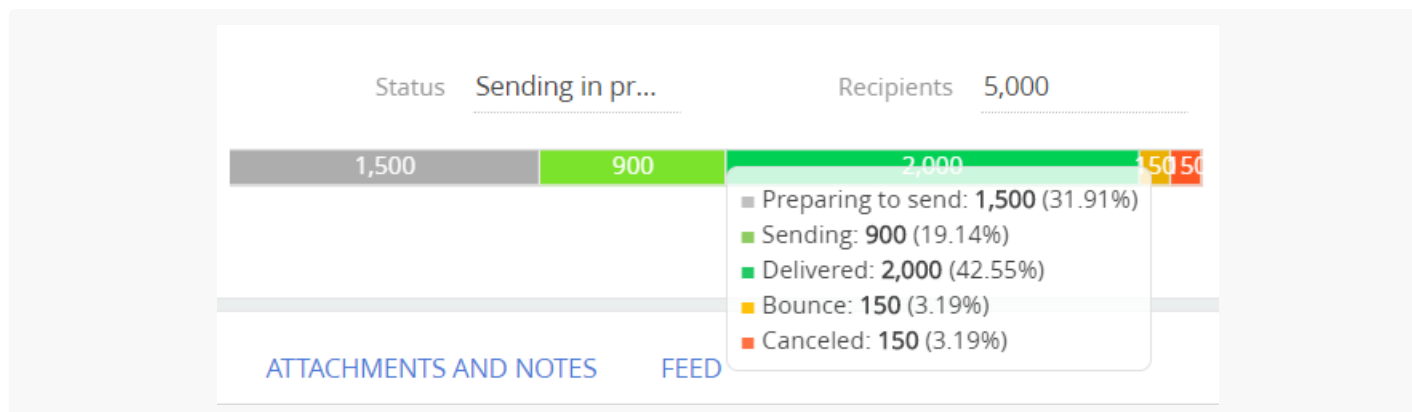 Status Sending in pr... Recipients 5,000
1,500 900 2,000 150 150
Preparing to send: 1,500 (31.91%)
Sending: 900 (19.14%)
Delivered: 2,000 (42.55%)
Bounce: 150 (3.19%)
Canceled: 150 (3.19%)
ATTACHMENTS AND NOTES FEED